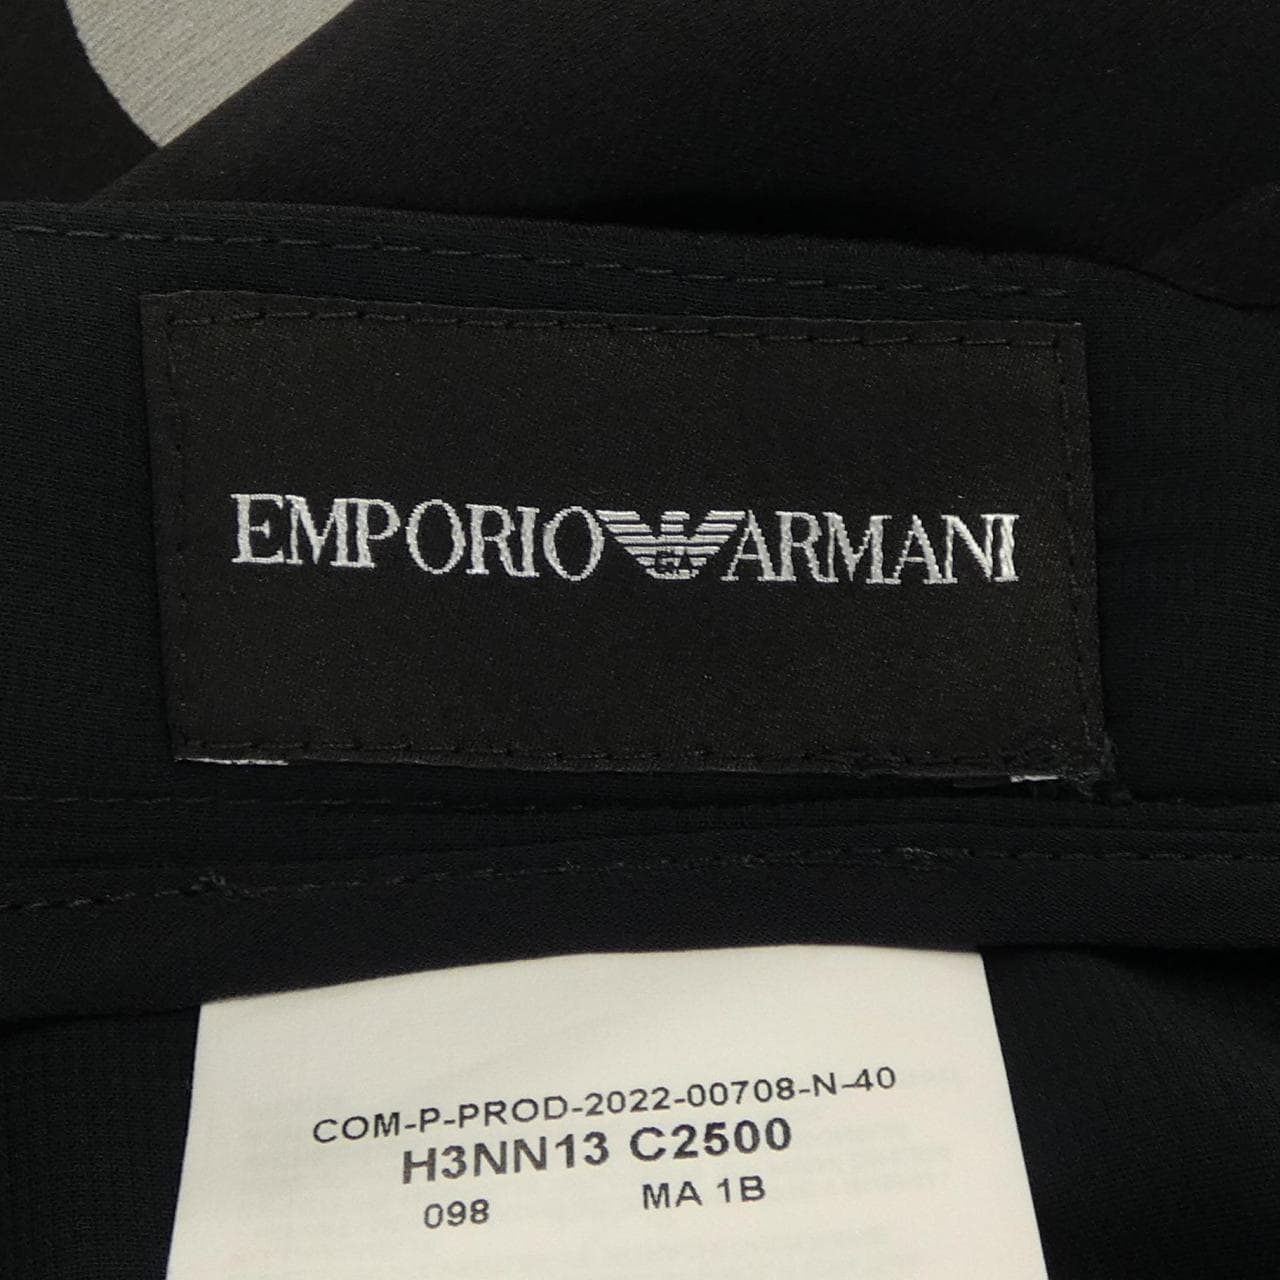 EMPORIO ARMANI
COM-P-PROD-2022-00708-N-40
H3NN13 C2500
098 MA 1B